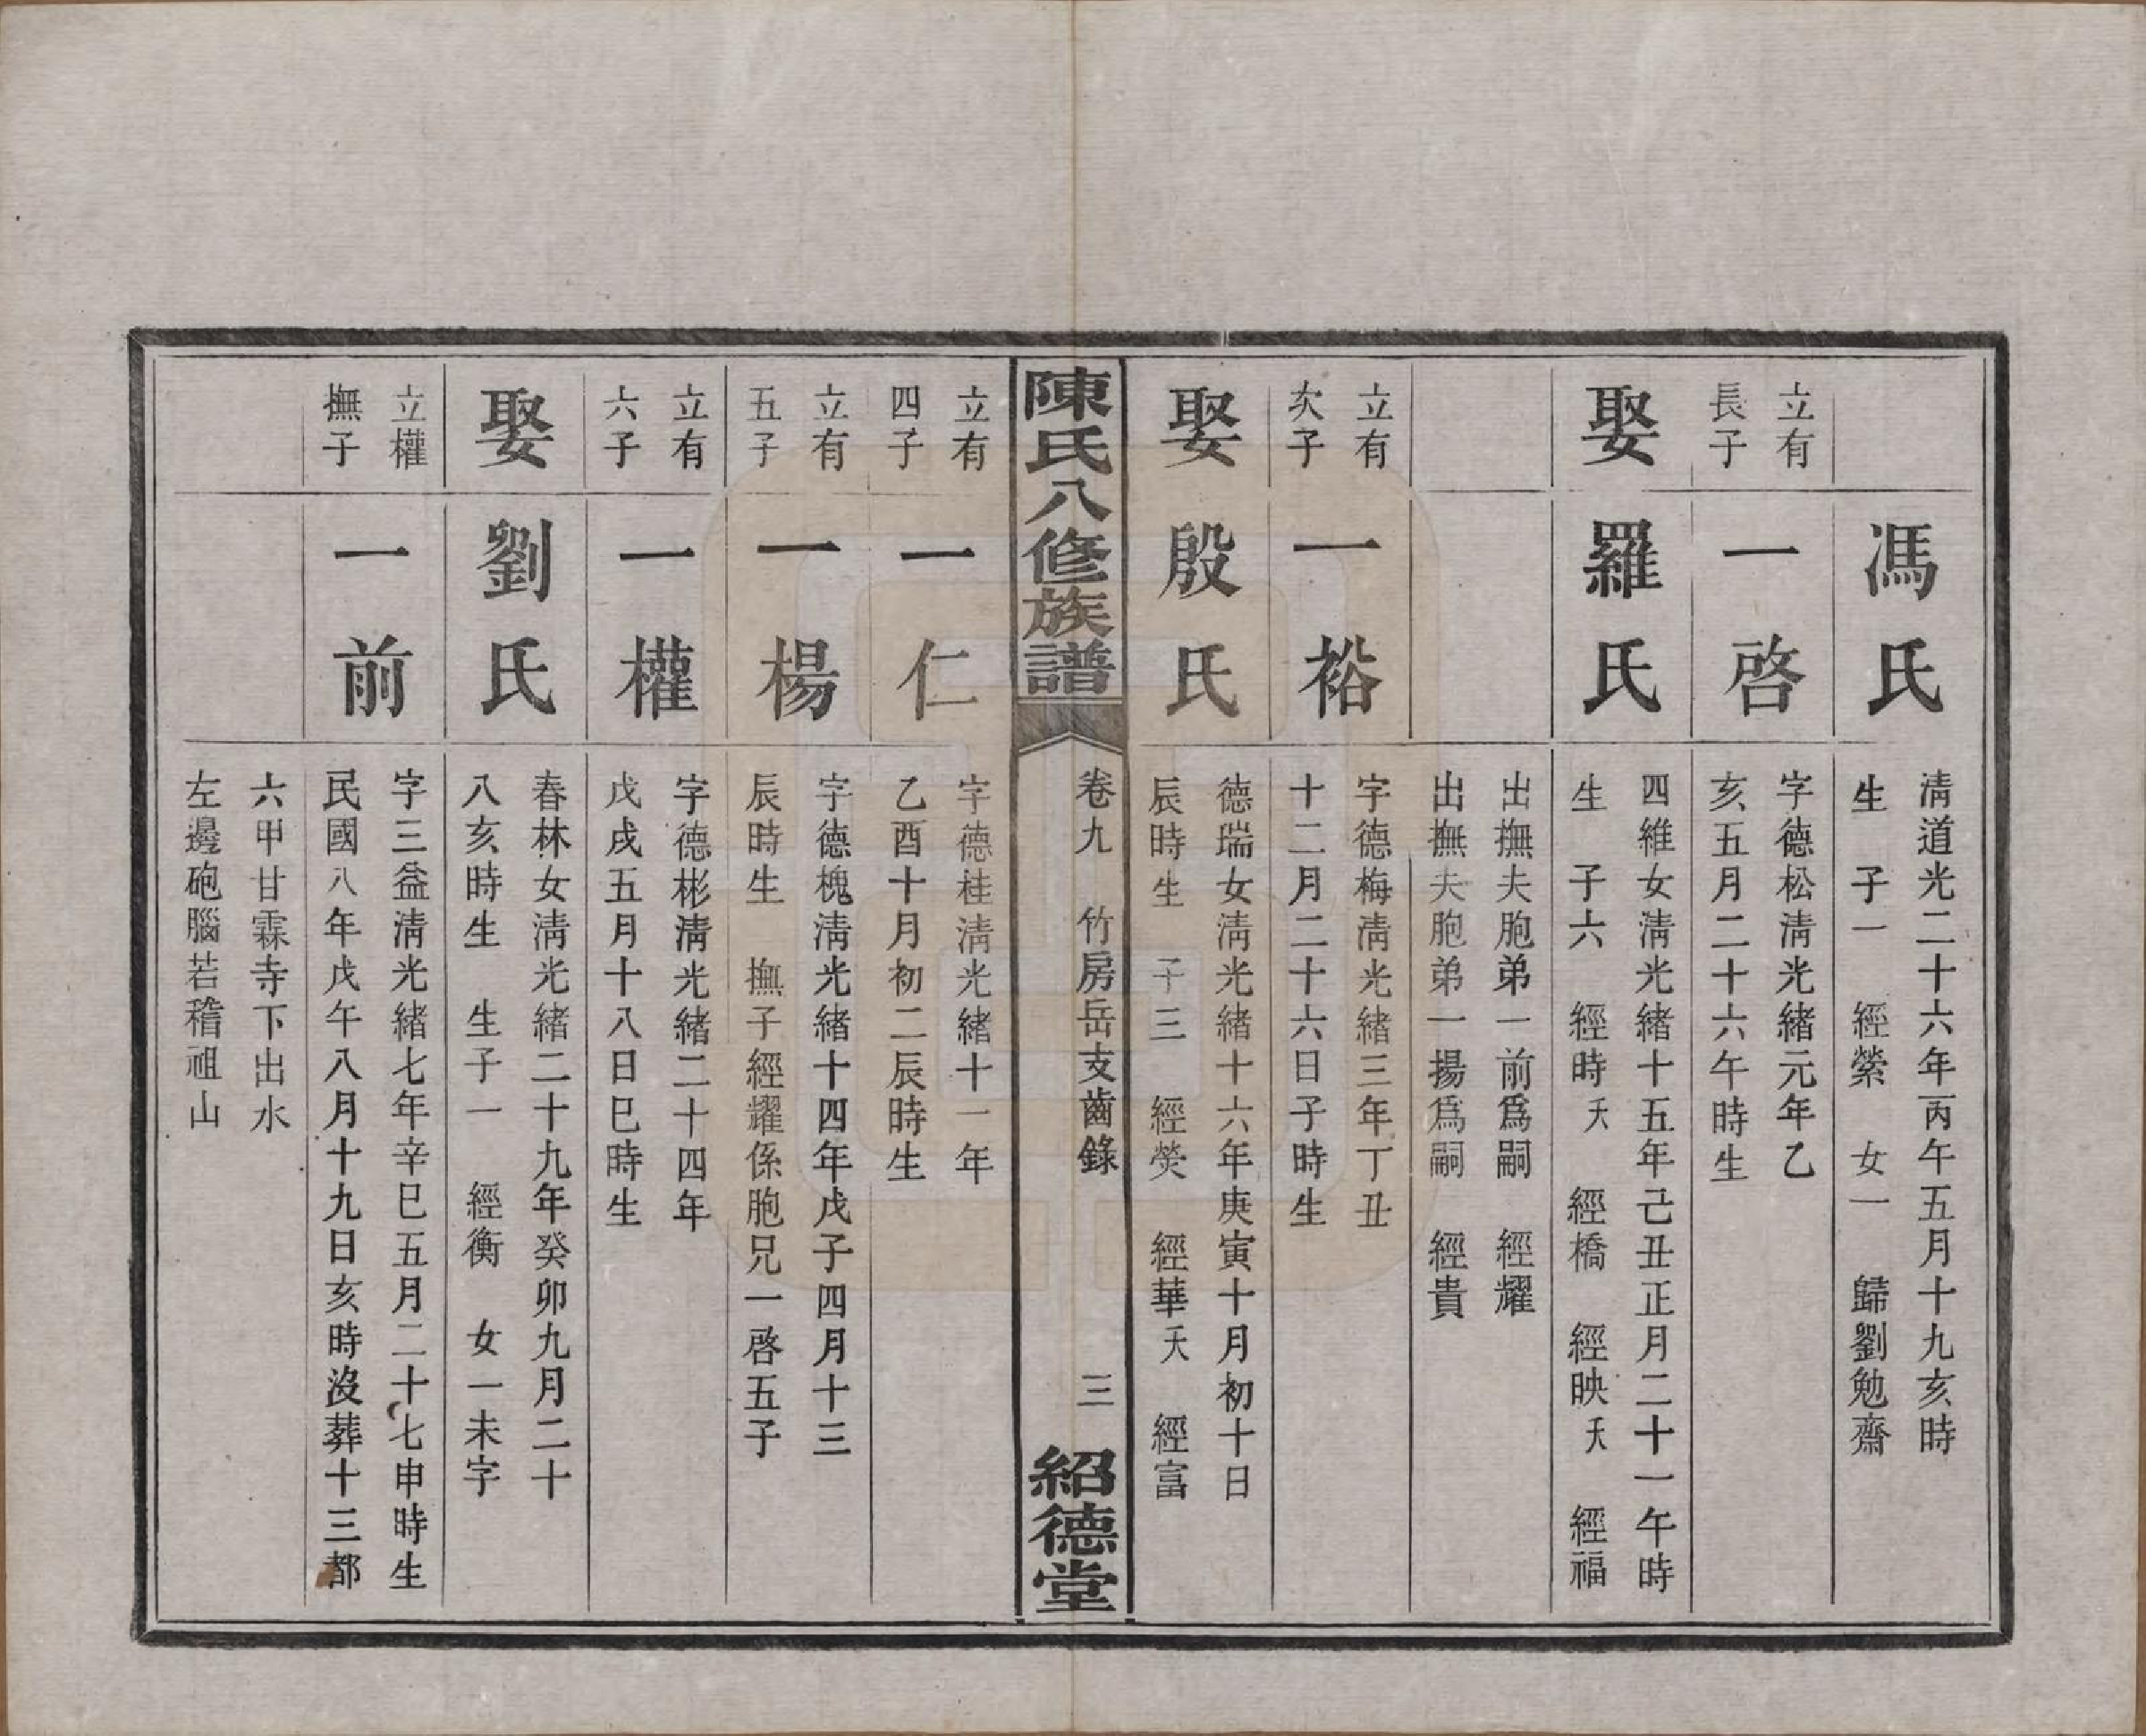 馮氏
清道光二十六年丙午五月十九亥時
生 子一 經縈 女一 歸劉勉齋
立有
長子
一啓
字德松清光緒元年乙
亥五月二十六午時生
娶
羅氏
四維女清光緒十五年己丑正月二十一午時
生 子六 經時夭 經橋 經映夭 經福
出撫夫胞弟一前爲嗣 經耀
出撫夫胞弟一揚爲嗣 經貴
立有
次子
一裕
字德梅清光緒三年丁丑
十二月二十六日子時生
娶
殷氏
德瑞女清光緒十六年庚寅十月初十日
辰時生 子三 經熒 經華夭 經富
陳氏八修族譜
卷九 竹房岳支齒錄
三
紹德堂
立有
四子
一仁
字德桂清光緒十一年
乙酉十月初二辰時生
立有
五子
一楊
字德槐清光緒十四年戊子四月十三
辰時生 撫子經耀係胞兄一啓五子
立有
六子
一權
字德彬清光緒二十四年
戊戌五月十八日巳時生
娶
劉氏
春林女清光緒二十九年癸卯九月二十
八亥時生 生子一 經衡 女一未字
立權
撫子
一前
字三益清光緒七年辛巳五月二十七申時生
民國八年戊午八月十九日亥時沒葬十三都
六甲甘霖寺下出水
左邊砲腦若稽祖山